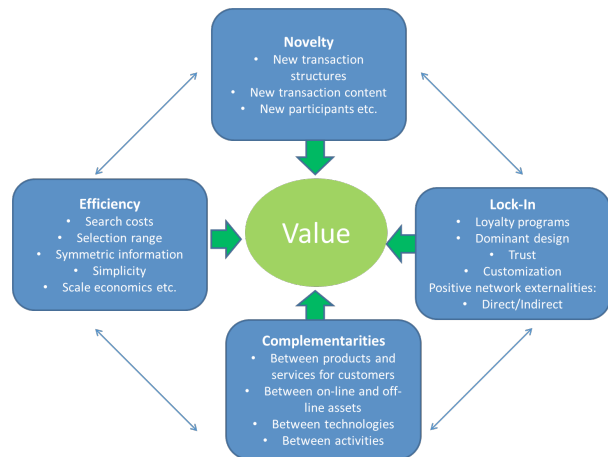 Novelty
• New transaction
structures
• New transaction content
• New participants etc.
Efficiency
• Search costs
• Selection range
• Symmetric information
• Simplicity
• Scale economics etc.
Value
Lock-In
• Loyalty programs
• Dominant design
• Trust
• Customization
Positive network externalities:
• Direct/Indirect
Complementarities
• Between products and
services for customers
• Between on-line and off-
line assets
• Between technologies
• Between activities